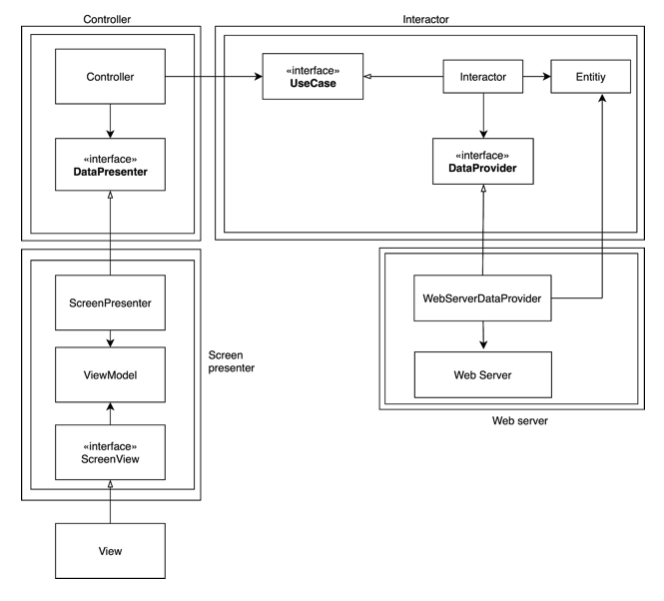 Controller
Interactor
Controller
«interface»
UseCase
Interactor
Entitiy
«interface»
DataPresenter
«interface»
DataProvider
ScreenPresenter
WebServerDataProvider
Screen
presenter
ViewModel
Web Server
Web server
«interface»
ScreenView
View